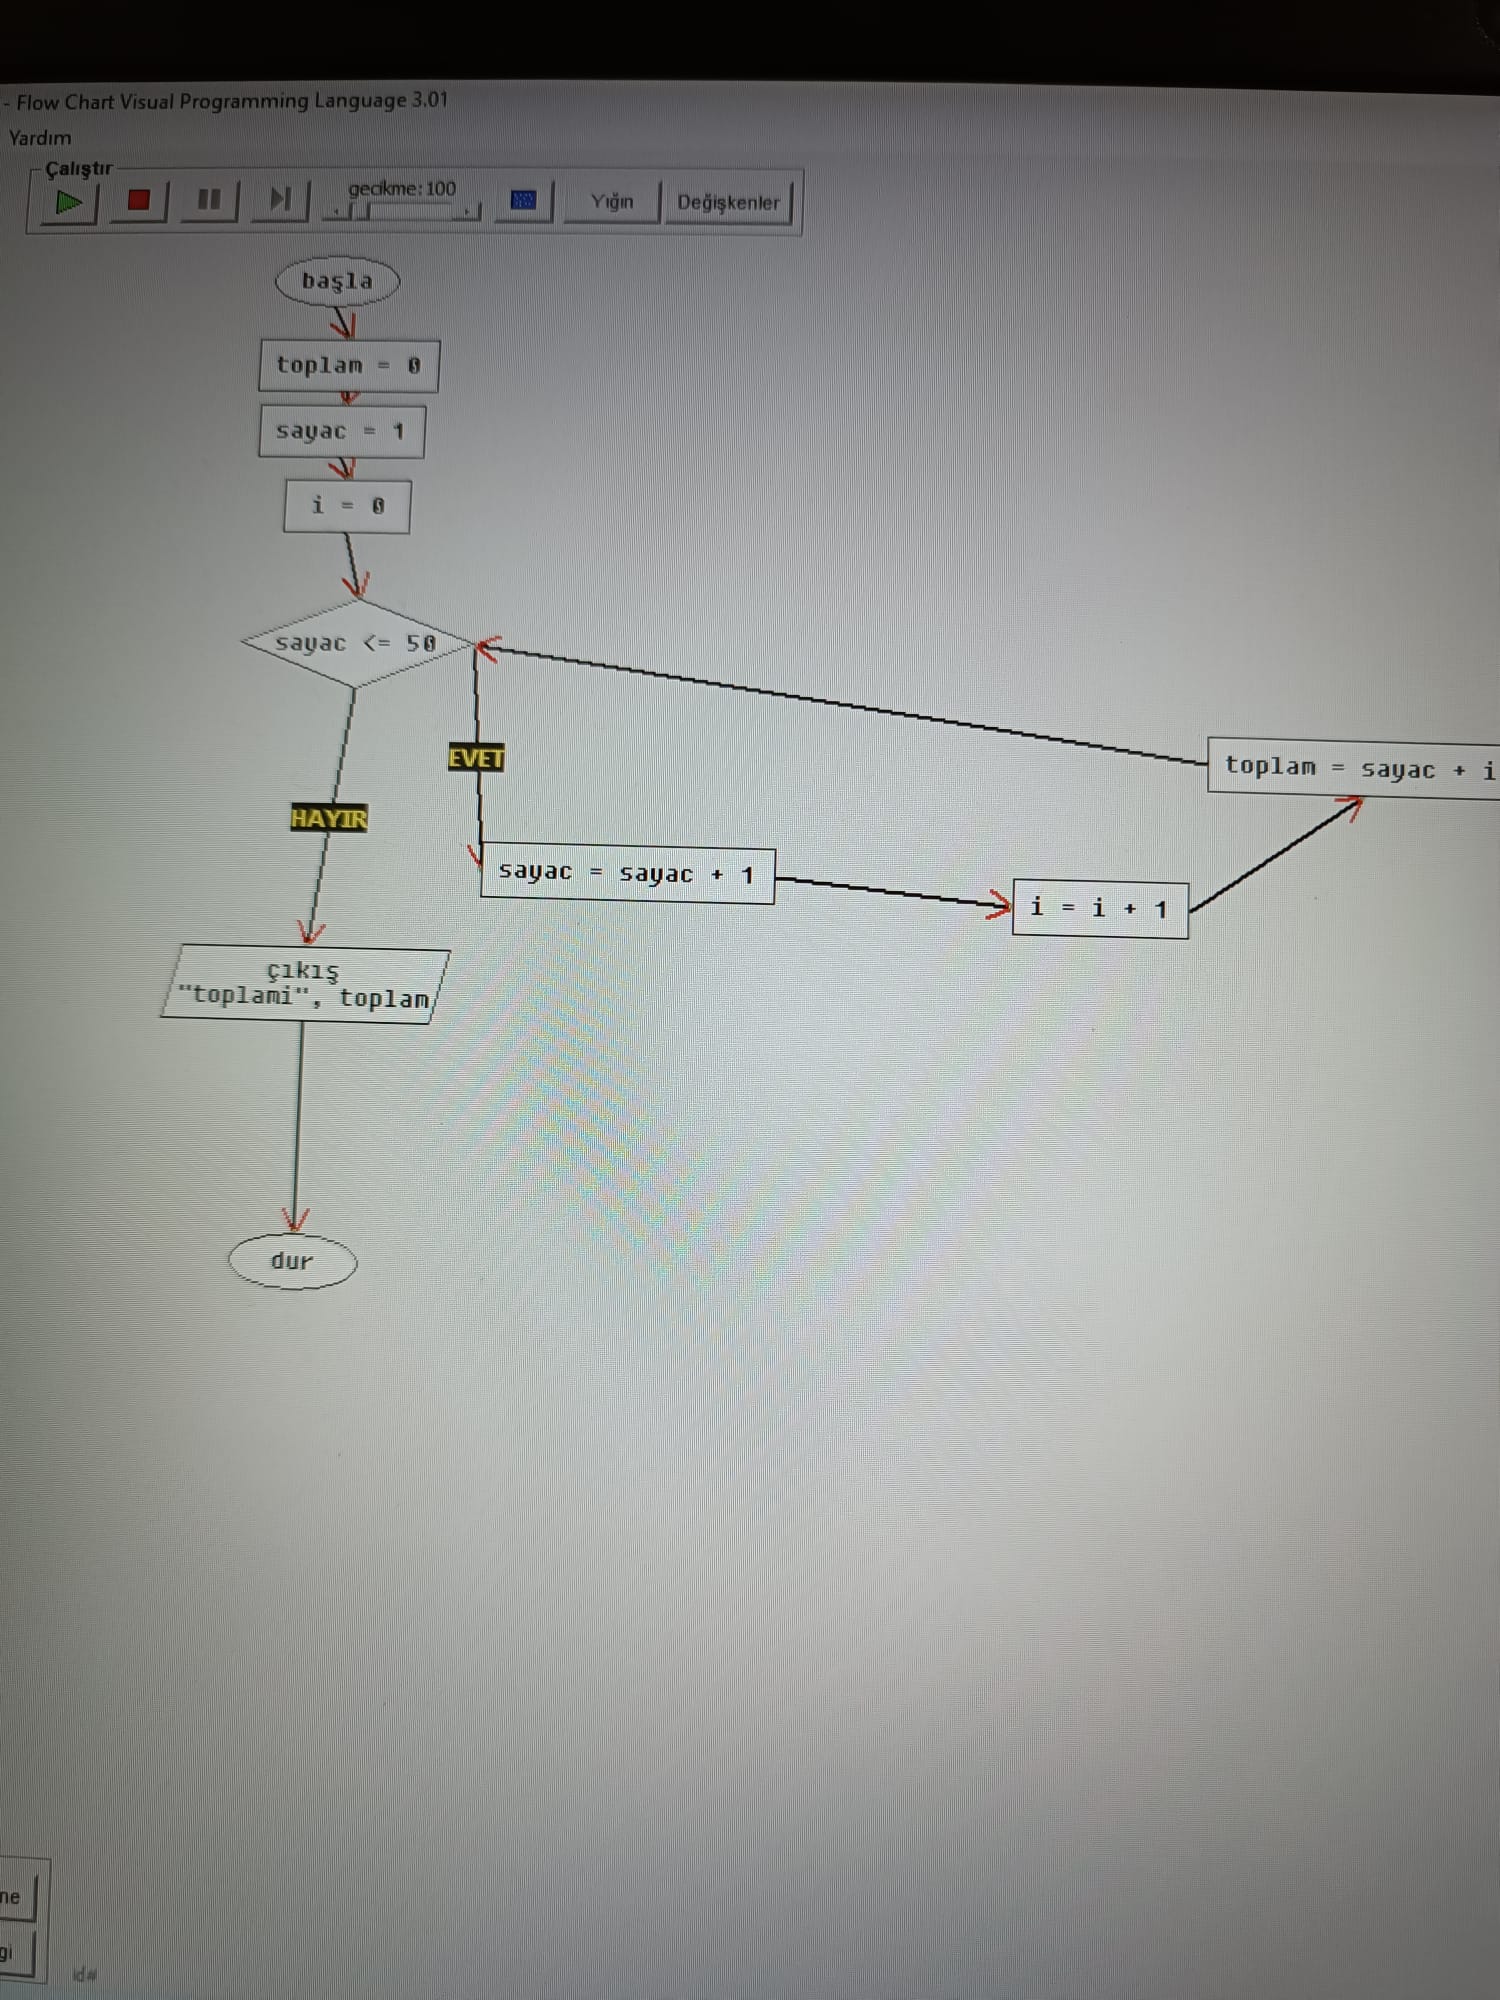 - Flow Chart Visual Programming Language 3.01
Yardım
Çalıştır
gecikme: 100
Yığın
Değişkenler
başla
toplam = 0
sayac = 1
i = 0
sayac <= 50
toplam = sayac + i
EVET
HAYIR
sayac = sayac + 1
i = i + 1
çıkış
"toplami", toplam
dur
ne
gi
id#